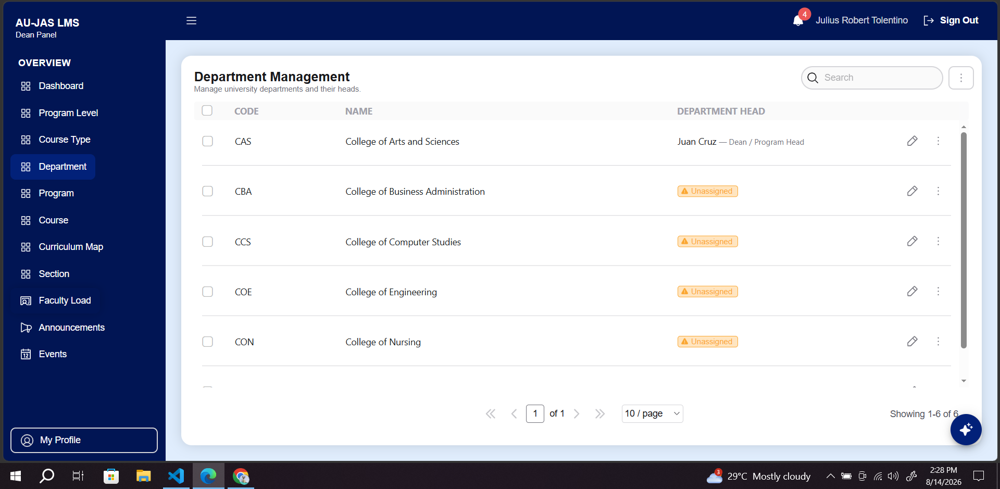 AU-JAS LMS
Dean Panel
4
Julius Robert Tolentino
Sign Out
OVERVIEW
Dashboard
Program Level
Course Type
Department
Program
Course
Curriculum Map
Section
Faculty Load
Announcements
12
Events
My Profile
Department Management
Manage university departments and their heads.
Search
CODE NAME DEPARTMENT HEAD
CAS College of Arts and Sciences Juan Cruz — Dean / Program Head
CBA College of Business Administration Unassigned
CCS College of Computer Studies Unassigned
COE College of Engineering Unassigned
CON College of Nursing Unassigned
1 of 1 10 / page Showing 1-6 of 6
3
29°C Mostly cloudy
2:28 PM
8/14/2026